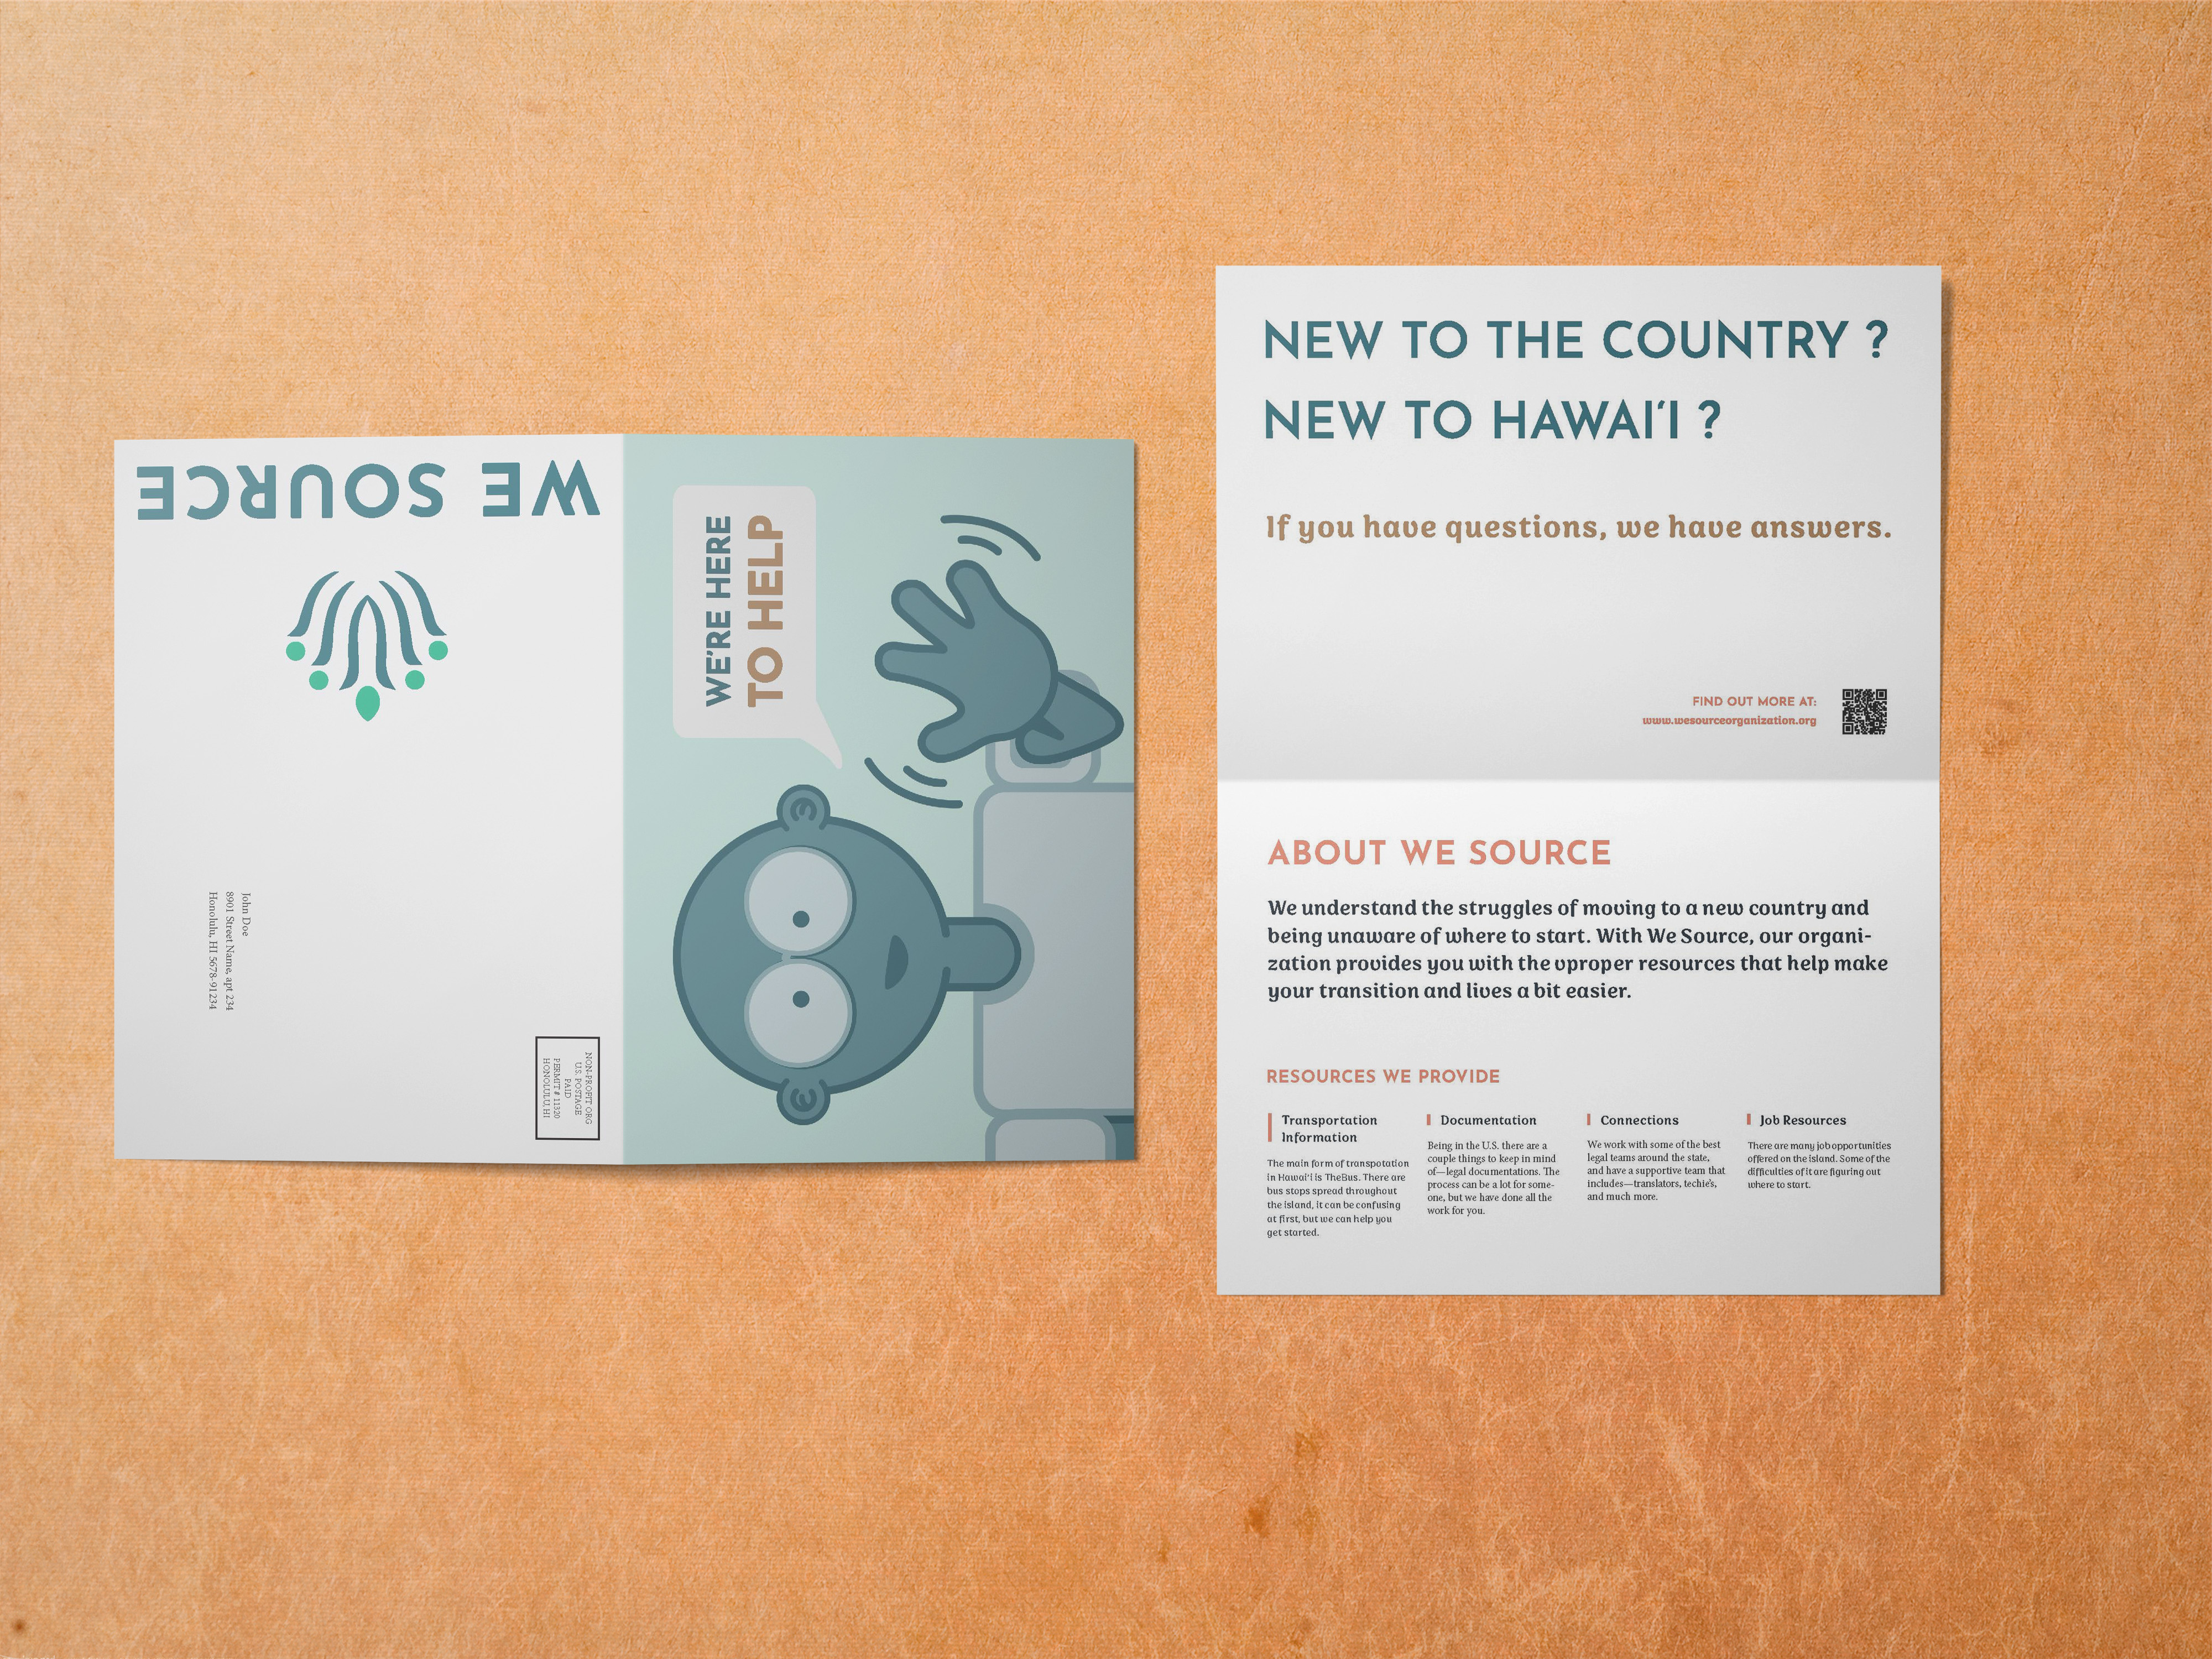 WE SOURCE
John Doe
8901 Street Name, apt 234
Honolulu, HI 5678-91234
NON-PROFIT ORG
U.S. POSTAGE
PAID
PERMIT # 11320
HONOLULU, HI
WE'RE HERE
TO HELP
NEW TO THE COUNTRY ?
NEW TO HAWAIʻI ?
If you have questions, we have answers.
FIND OUT MORE AT:
www.wesourceorganization.org
ABOUT WE SOURCE
We understand the struggles of moving to a new country and
being unaware of where to start. With We Source, our organi-
zation provides you with the vproper resources that help make
your transition and lives a bit easier.
RESOURCES WE PROVIDE
Transportation
Information
The main form of transpotation
in Hawaiʻi is TheBus. There are
bus stops spread throughout
the island, it can be confusing
at first, but we can help you
get started.
Documentation
Being in the U.S. there are a
couple things to keep in mind
of—legal documentations. The
process can be a lot for some-
one, but we have done all the
work for you.
Connections
We work with some of the best
legal teams around the state,
and have a supportive team that
includes—translators, techie's,
and much more.
Job Resources
There are many job opportunities
offered on the island. Some of the
difficulties of it are figuring out
where to start.